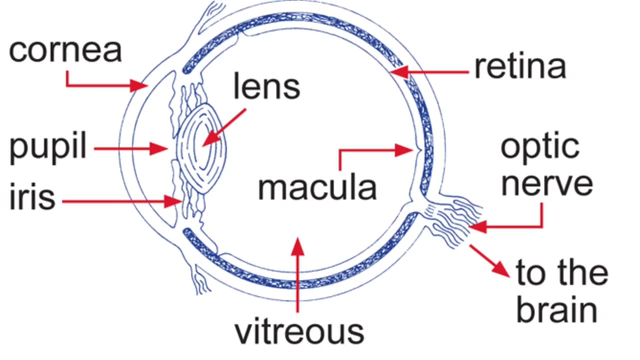 cornea
lens
retina
pupil
iris
macula
optic
nerve
to the
brain
vitreous